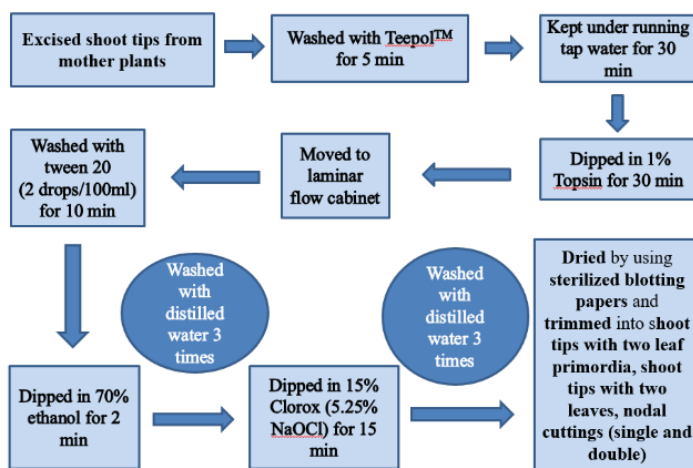 Excised shoot tips from
mother plants
Washed with Teepol™
for 5 min
Kept under running
tap water for 30
min
Dipped in 1%
Topsin for 30 min
Moved to
laminar
flow cabinet
Washed with
tween 20
(2 drops/100ml)
for 10 min
Dipped in 70%
ethanol for 2
min
Washed
with
distilled
water 3
times
Dipped in 15%
Clorox (5.25%
NaOCl) for 15
min
Washed
with
distilled
water 3
times
Dried by using
sterilized blotting
papers and
trimmed into shoot
tips with two leaf
primordia, shoot
tips with two
leaves, nodal
cuttings (single and
double)